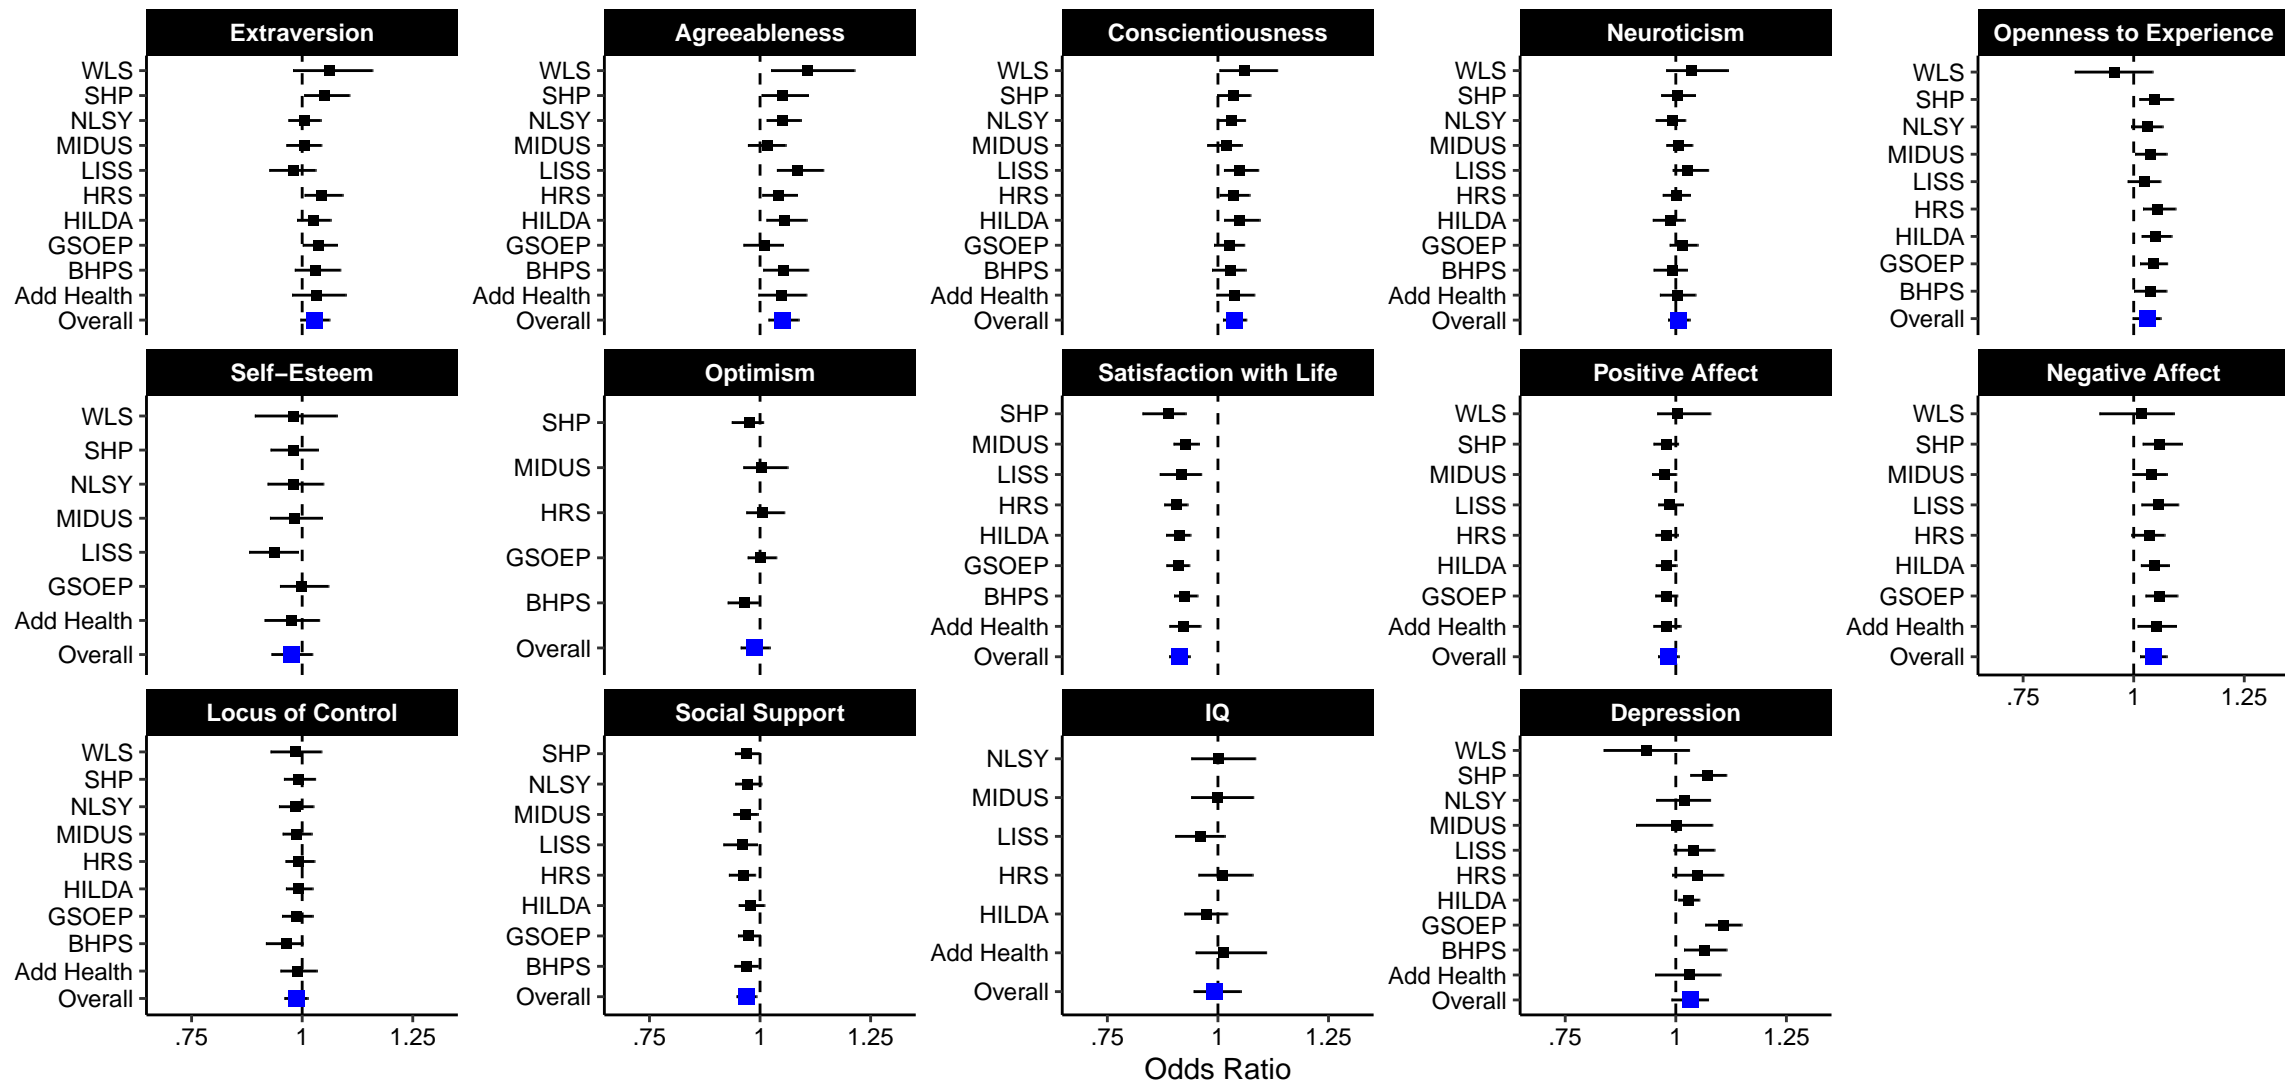 Extraversion
WLS
SHP
NLSY
MIDUS
LISS
HRS
HILDA
GSOEP
BHPS
Add Health
Overall
Agreeableness
WLS
SHP
NLSY
MIDUS
LISS
HRS
HILDA
GSOEP
BHPS
Add Health
Overall
Conscientiousness
WLS
SHP
NLSY
MIDUS
LISS
HRS
HILDA
GSOEP
BHPS
Add Health
Overall
Neuroticism
WLS
SHP
NLSY
MIDUS
LISS
HRS
HILDA
GSOEP
BHPS
Add Health
Overall
Openness to Experience
WLS
SHP
NLSY
MIDUS
LISS
HRS
HILDA
GSOEP
BHPS
Overall
Self−Esteem
WLS
SHP
NLSY
MIDUS
LISS
GSOEP
Add Health
Overall
Optimism
SHP
MIDUS
HRS
GSOEP
BHPS
Overall
Satisfaction with Life
SHP
MIDUS
LISS
HRS
HILDA
GSOEP
BHPS
Add Health
Overall
Positive Affect
WLS
SHP
MIDUS
LISS
HRS
HILDA
GSOEP
Add Health
Overall
Negative Affect
WLS
SHP
MIDUS
LISS
HRS
HILDA
GSOEP
Add Health
Overall
.75 1 1.25
Locus of Control
WLS
SHP
NLSY
MIDUS
HRS
HILDA
GSOEP
BHPS
Add Health
Overall
.75 1 1.25
Social Support
SHP
NLSY
MIDUS
LISS
HRS
HILDA
GSOEP
BHPS
Overall
.75 1 1.25
IQ
NLSY
MIDUS
LISS
HRS
HILDA
Add Health
Overall
.75 1 1.25
Depression
WLS
SHP
NLSY
MIDUS
LISS
HRS
HILDA
GSOEP
BHPS
Add Health
Overall
.75 1 1.25
Odds Ratio